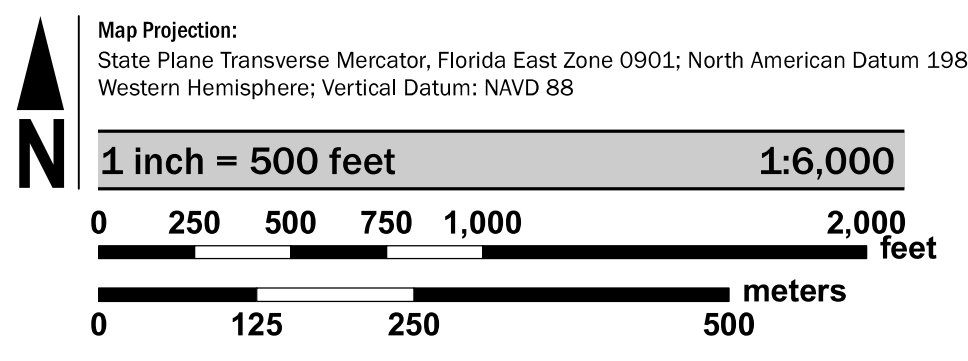 Map Projection:
State Plane Transverse Mercator, Florida East Zone 0901; North American Datum 198
Western Hemisphere; Vertical Datum: NAVD 88
N
1 inch = 500 feet 1:6,000
0 250 500 750 1,000 2,000
feet
meters
0 125 250 500